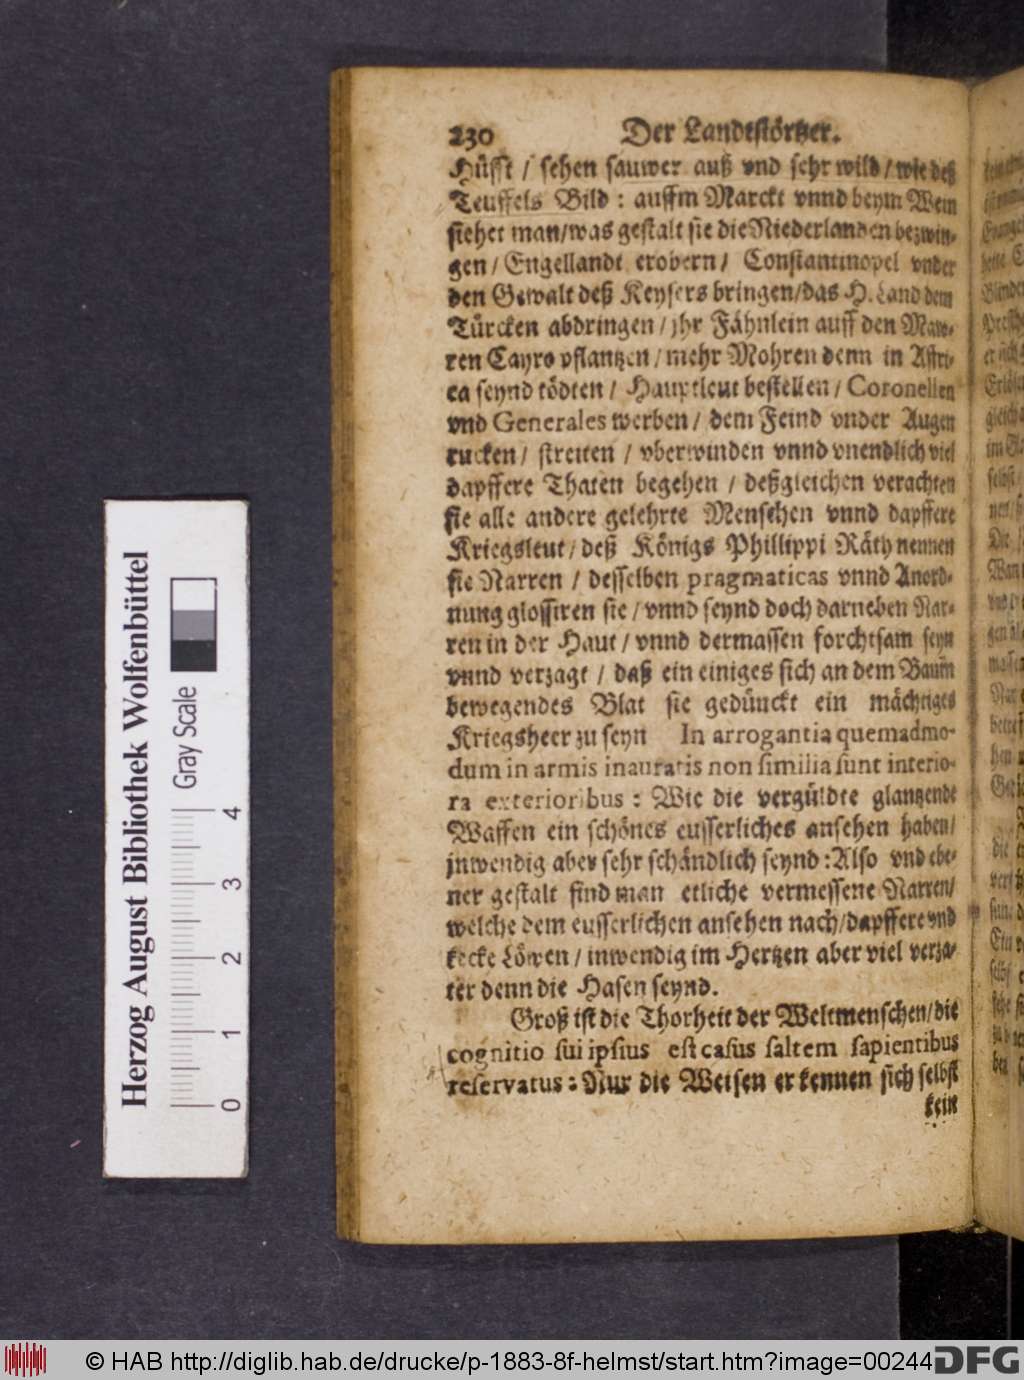 230 Der Landtstörtzer.
Hüfft / sehen sauwer auß vnd sehr wild / wie deß
Teuffels Bild : auffm Marckt vnnd beym Wein
siehet man/was gestalt sie die Niederlanden bezwin-
gen / Engellandt erobern / Constantinopel vnder
den Gewalt deß Keysers bringen/das H. Land dem
Türcken abdringen / jhr Fähnlein auff den Mau-
ren Cayro pflantzen / mehr Mohren denn in Affri-
ca seynd tödten / Hauptleut bestellen / Coronellen
vnd Generales werben / dem Feind vnder Augen
rucken / streiten / vberwinden vnnd vnendlich viel
dapffere Thaten begehen / deßgleichen verachten
sie alle andere gelehrte Menschen vnnd dapffere
Kriegsleut / deß Königs Phillippi Räth nennen
sie Narren / desselben pragmaticas vnnd Anord-
nung glossiren sie / vnnd seynd doch darneben Nar-
ren in der Haut / vnnd dermassen forchtsam seyn
vnnd verzagt / daß ein einiges sich an dem Baum̃
bewegendes Blat sie gedünckt ein mächtiges
Kriegsheer zu seyn In arrogantia quemadmo-
dum in armis inauratis non similia sunt interio-
ra exterioribus : Wie die vergüldte glantzende
Waffen ein schönes eusserliches ansehen haben/
jnwendig aber sehr schändlich seynd : Also vnd ebe-
ner gestalt find man etliche vermessene Narren/
welche dem eusserlichen ansehen nach/dapffere vnd
kecke Löwen / inwendig im Hertzen aber viel verza-
ter denn die Hasen seynd.
Groß ist die Thorheit der Weltmenschen/die
cognitio sui ipsius est casus saltem sapientibus
reservatus : Nur die Weisen erkennen sich selbst
kein
Herzog August Bibliothek Wolfenbüttel
Gray Scale
0 1 2 3 4
© HAB http://diglib.hab.de/drucke/p-1883-8f-helmst/start.htm?image=00244
DFG